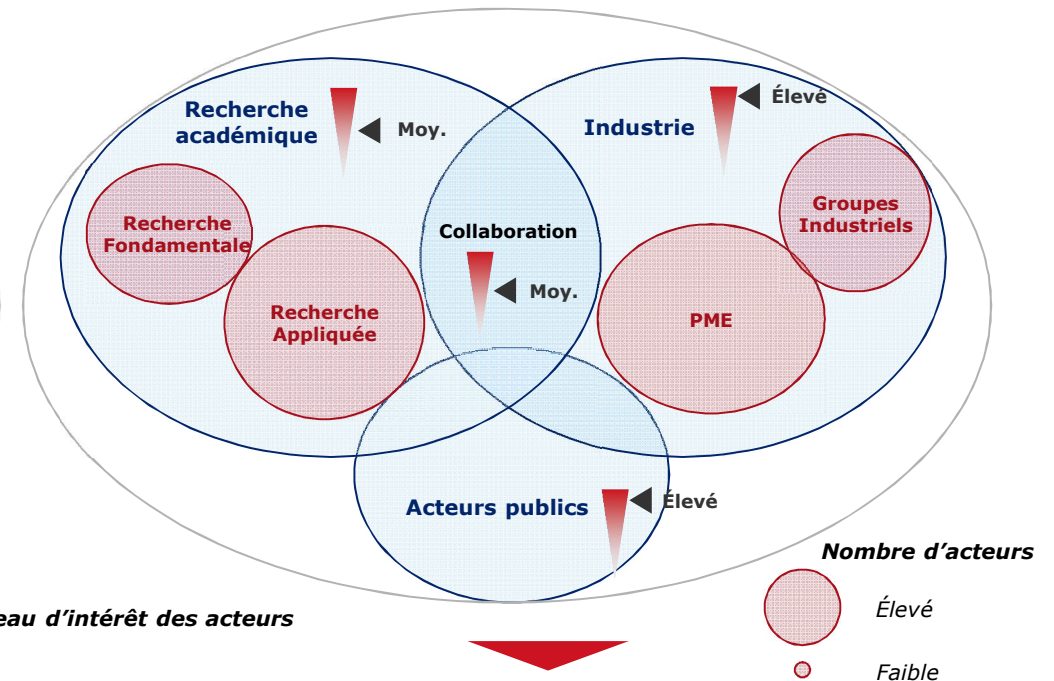 Recherche
académique
Moy.
Élevé
Industrie
Recherche
Fondamentale
Groupes
Industriels
Collaboration
Moy.
Recherche
Appliquée
PME
Acteurs publics
Élevé
Nombre d’acteurs
Élevé
Faible
eau d’intérêt des acteurs